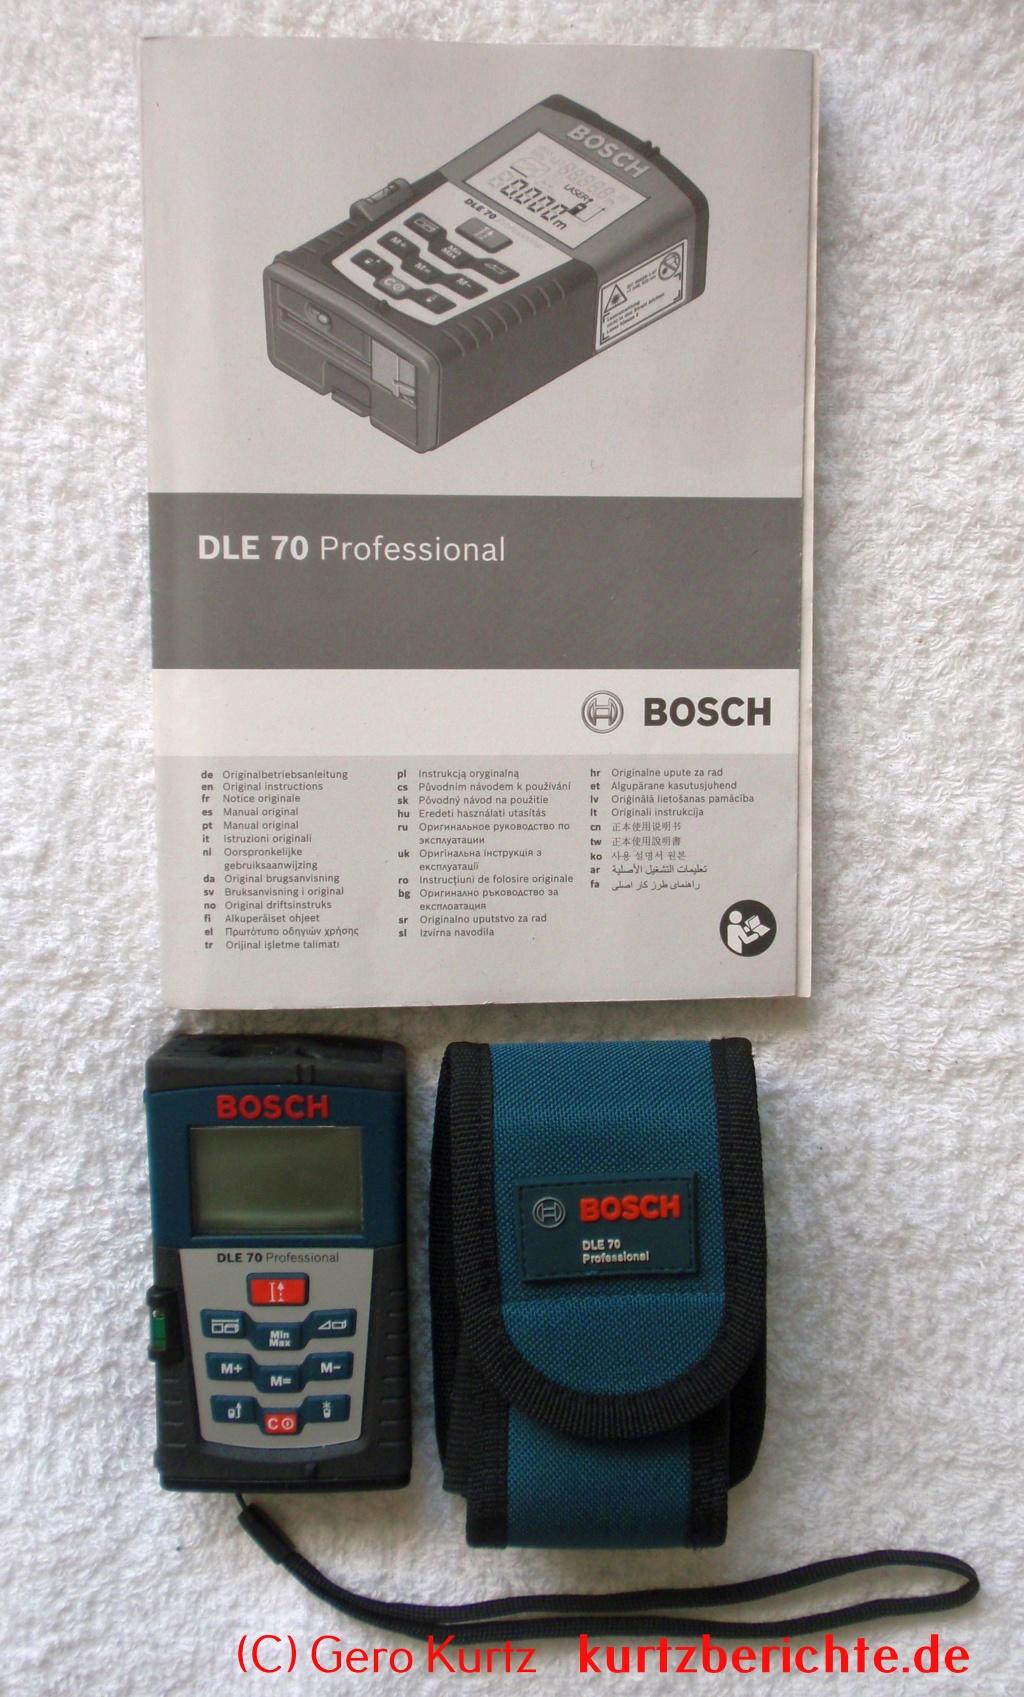 BOSCH
LASER
0.000 m
DLE 70
Min
Max
M+
M=
M-
C
DLE 70 Professional
BOSCH
de Originalbetriebsanleitung
en Original instructions
fr Notice originale
es Manual original
pt Manual original
it Istruzioni originali
nl Oorspronkelijke
gebruiksaanwijzing
da Original brugsanvisning
sv Bruksanvisning i original
no Original driftsinstruks
fi Alkuperäiset ohjeet
el Πρωτότυπο οδηγιών χρήσης
tr Orijinal işletme talimatı
pl Instrukcją oryginalną
cs Původním návodem k používání
sk Pôvodný návod na použitie
hu Eredeti használati utasítás
ru Оригинальное руководство по
эксплуатации
uk Оригінальна інструкція з
експлуатації
ro Instrucțiuni de folosire originale
bg Оригинално ръководство за
експлоатация
sr Originalno uputstvo za rad
sl Izvirna navodila
hr Originalne upute za rad
et Algupärane kasutusjuhend
lv Oriģinālā lietošanas pamācība
lt Originali instrukcija
cn 正本使用说明书
tw 正本使用說明書
ko 사용 설명서 원본
ar تعليمات التشغيل الأصلية
fa راهنمای طرز کار اصلی
BOSCH
DLE 70 Professional
Min
Max
M+
M=
M-
C
BOSCH
DLE 70
Professional
(C) Gero Kurtz kurtzberichte.de